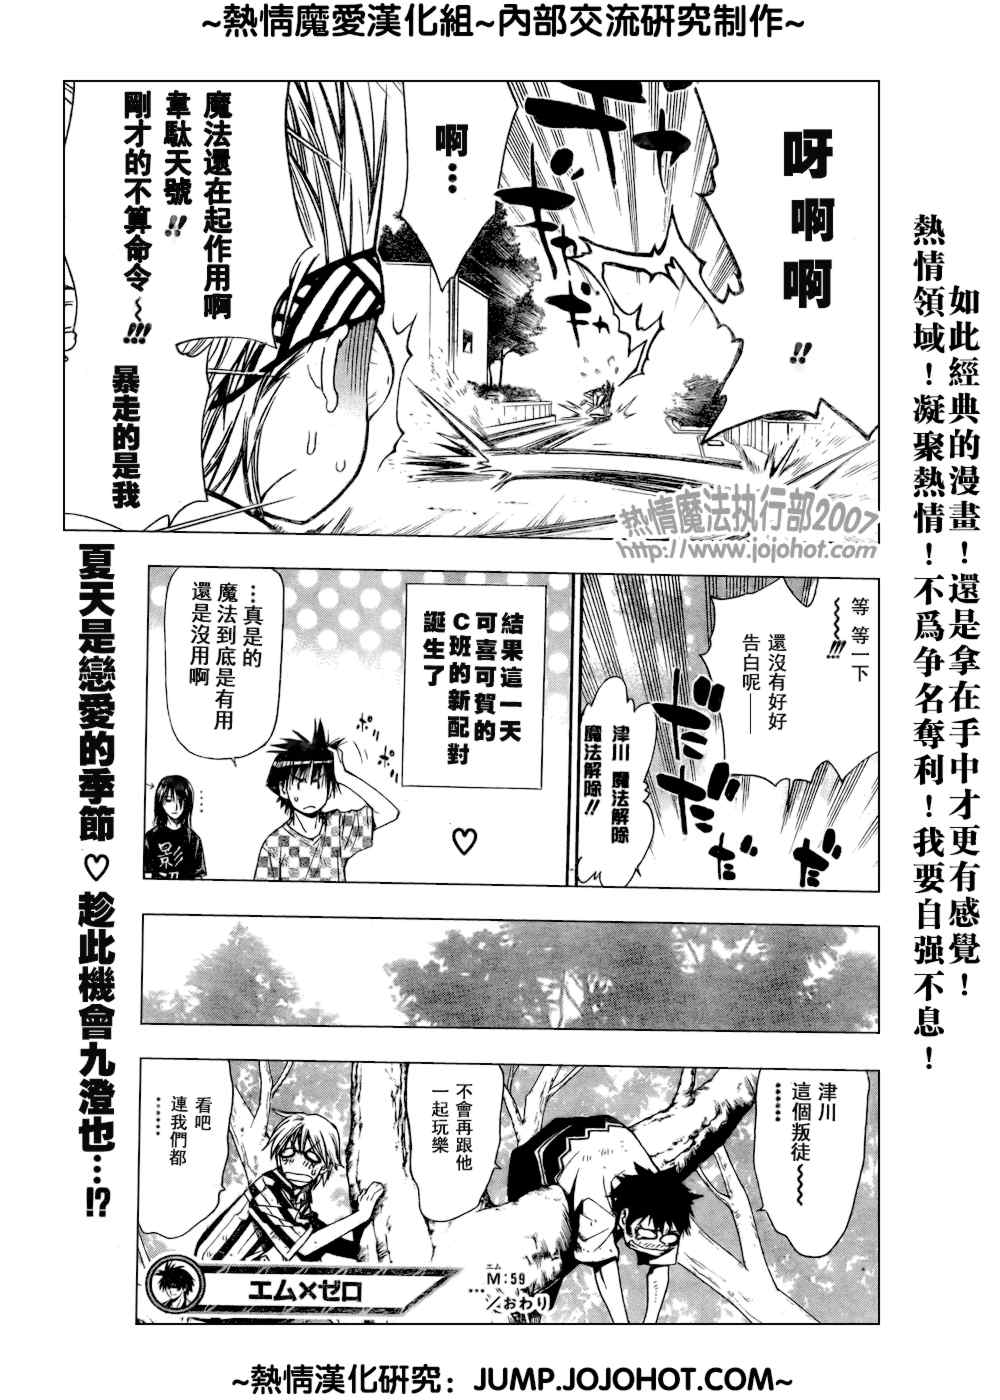 ~熱情魔愛漢化組~內部交流研究制作~
呀啊啊!!
啊…
魔法還在起作用啊
韋駄天號!!
剛才的不算命令~!!!
暴走的是我
熱情魔法执行部2007
http://www.jojohot.com
如此經典的漫畫！還是拿在手中才更有感覺！
熱情領域！凝聚熱情！不爲争名奪利！我要自强不息！
等 等一下
~!!!
還沒有好好
告白呢——
津川 魔法解除
魔法解除!!
結果這一天
可喜可賀的
C班的新配對
誕生了
♡
…真是的
魔法到底是有用
還是沒用啊
ポリ
ポリ
……
影沼
夏天是戀愛的季節♡趁此機會九澄也…!?
津川
這個叛徒~~
……
不會再跟他
一起玩樂
看吧
連我們都
……
エム×ゼロ
エム
M:59
…／おわり
~熱情漢化研究：JUMP.JOJOHOT.COM~